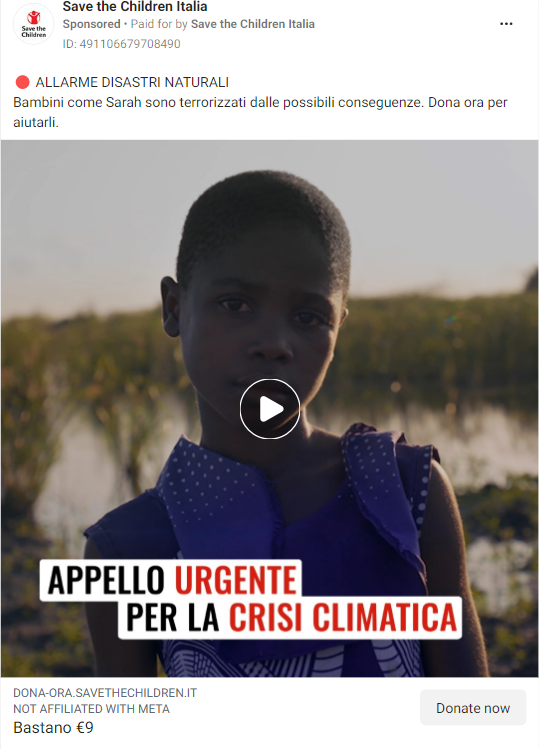 Save the Children Italia
Save the
Children
Sponsored • Paid for by Save the Children Italia
ID: 491106679708490
ALLARME DISASTRI NATURALI
Bambini come Sarah sono terrorizzati dalle possibili conseguenze. Dona ora per
aiutarli.
APPELLO URGENTE
PER LA CRISI CLIMATICA
DONA-ORA.SAVETHECHILDREN.IT
NOT AFFILIATED WITH META
Bastano €9
Donate now